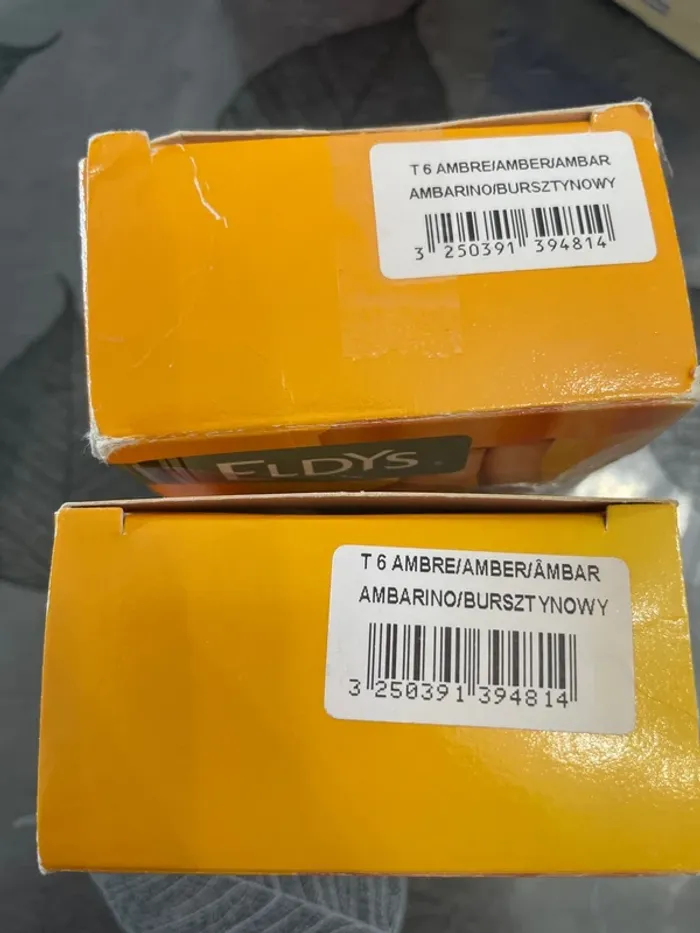 T 6 AMBRE/AMBER/AMBAR
AMBARINO/BURSZTYNOWY
3 250391 394814
ELDYS
T 6 AMBRE/AMBER/ÂMBAR
AMBARINO/BURSZTYNOWY
3 250391 394814